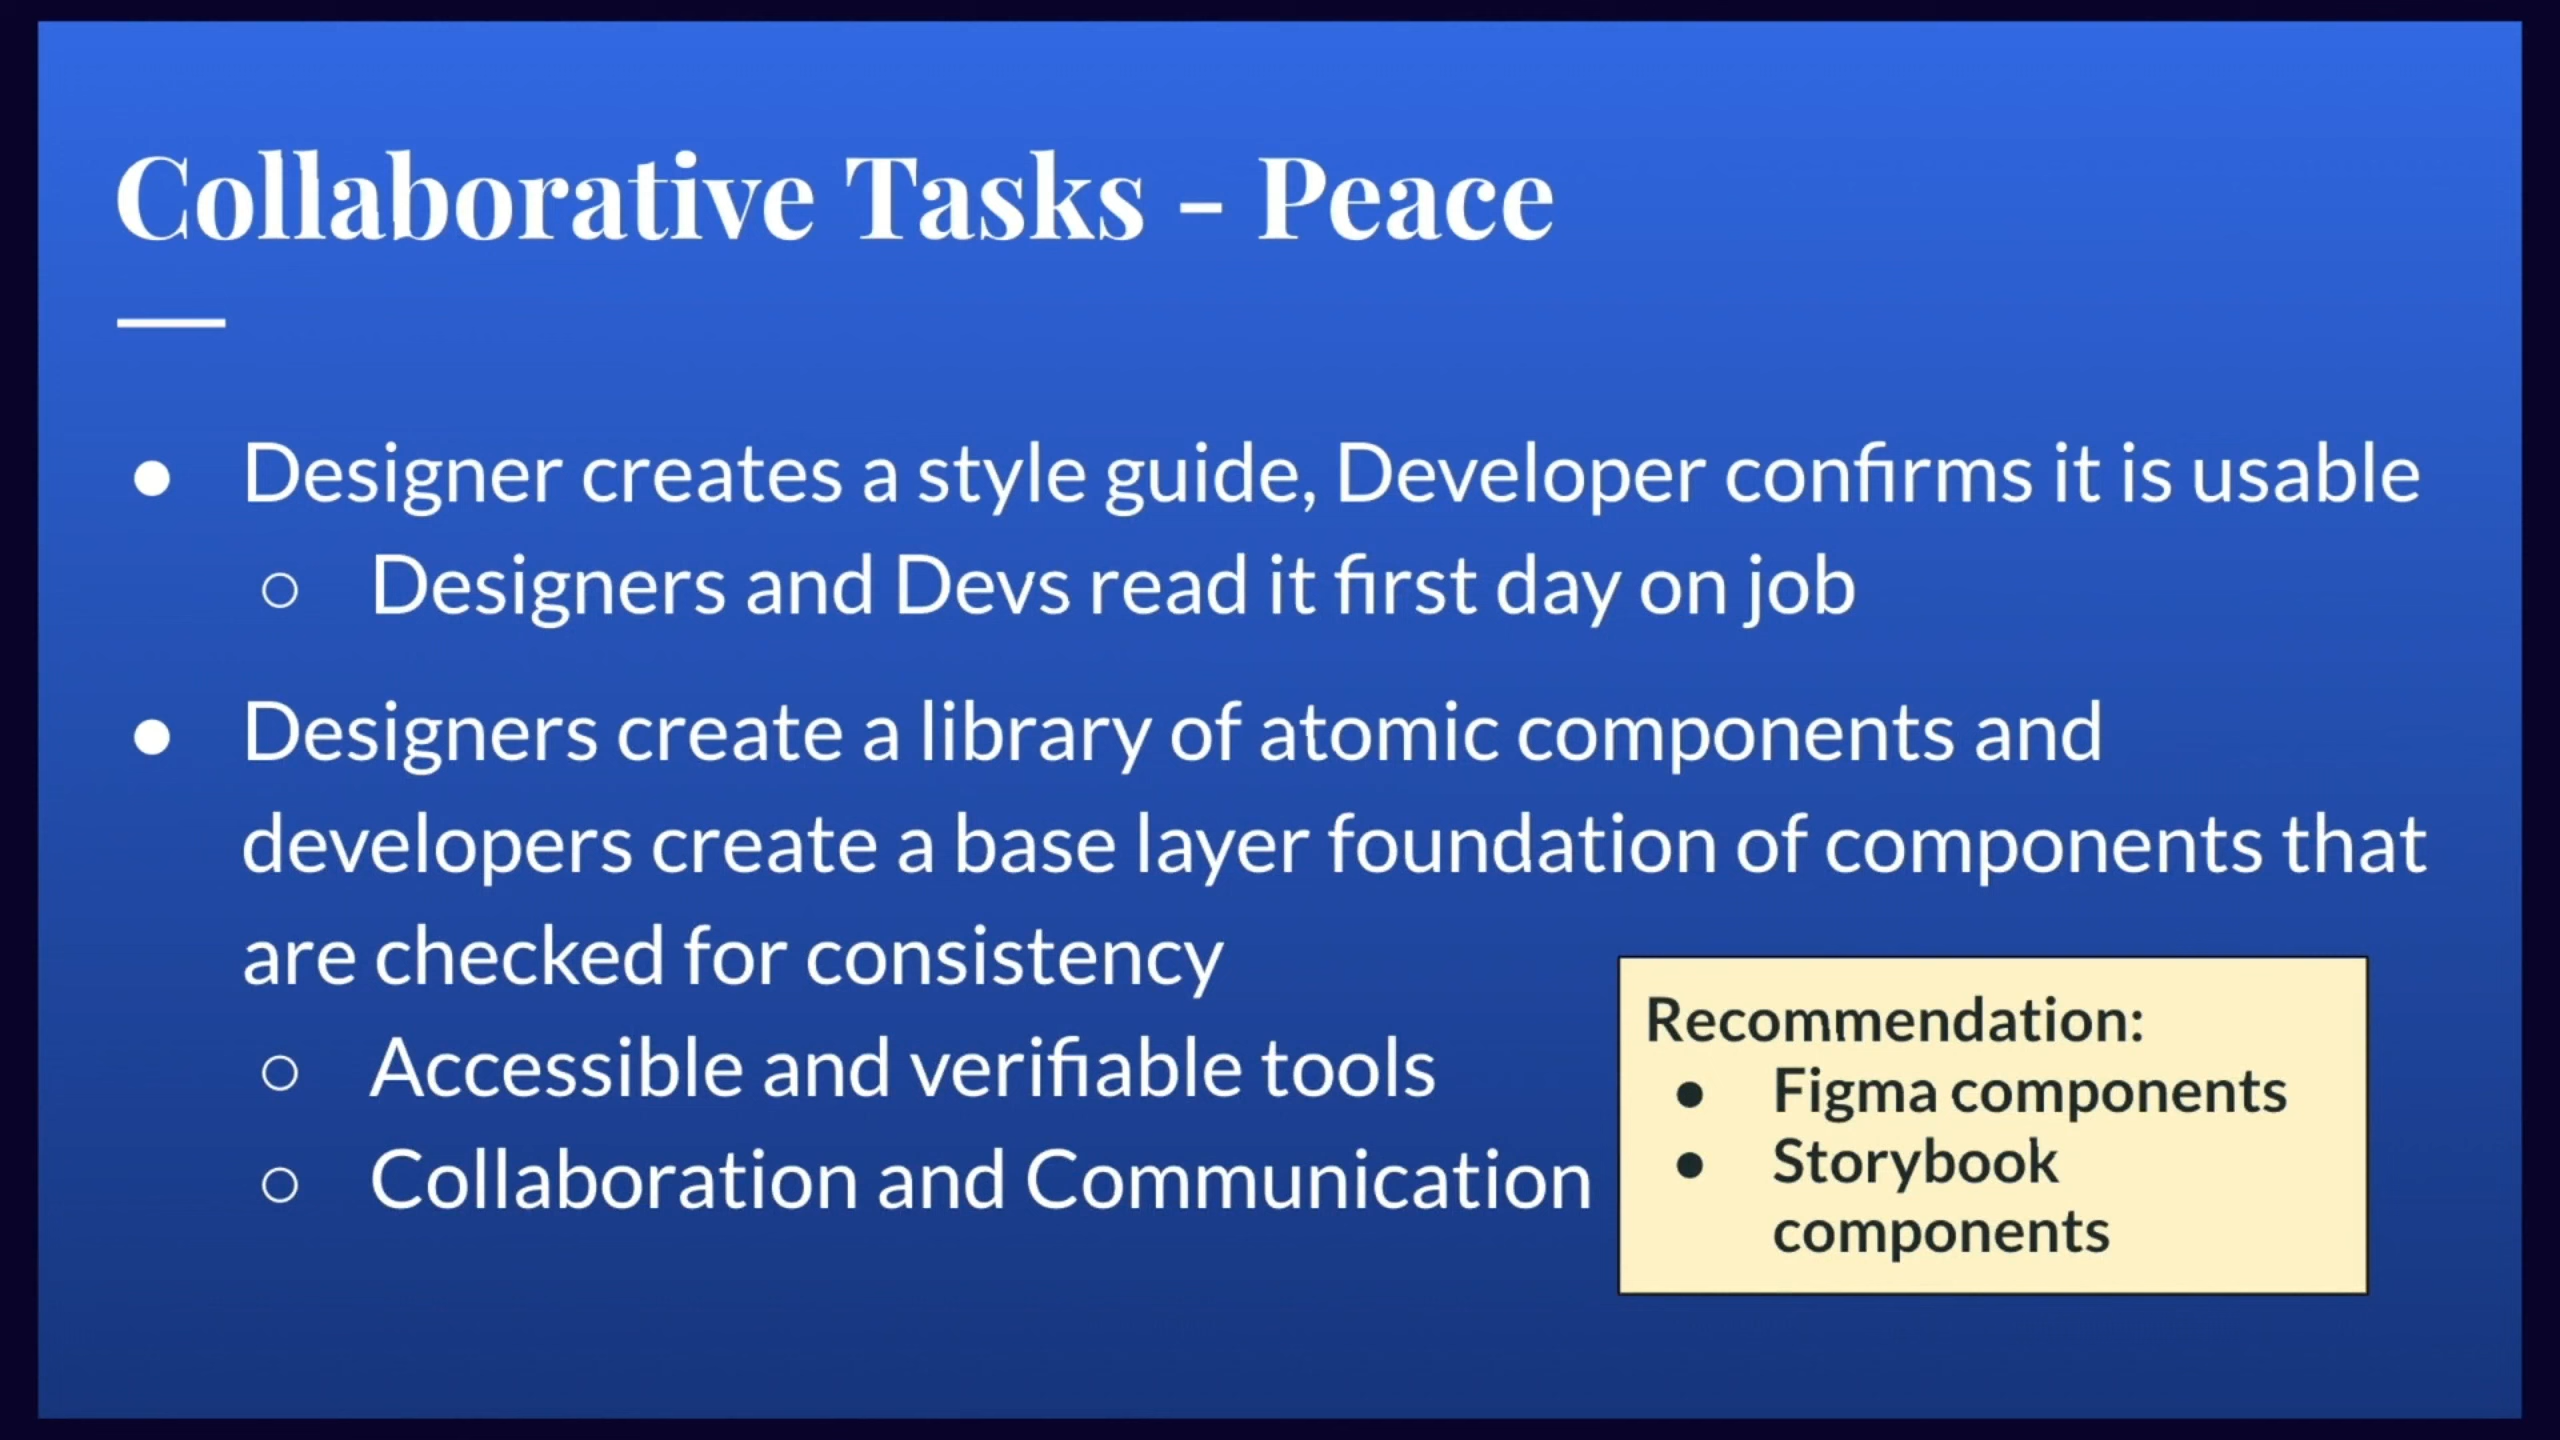 Collaborative Tasks - Peace
● Designer creates a style guide, Developer confirms it is usable
○ Designers and Devs read it first day on job
● Designers create a library of atomic components and
developers create a base layer foundation of components that
are checked for consistency
○ Accessible and verifiable tools
○ Collaboration and Communication
Recommendation:
● Figma components
● Storybook
components